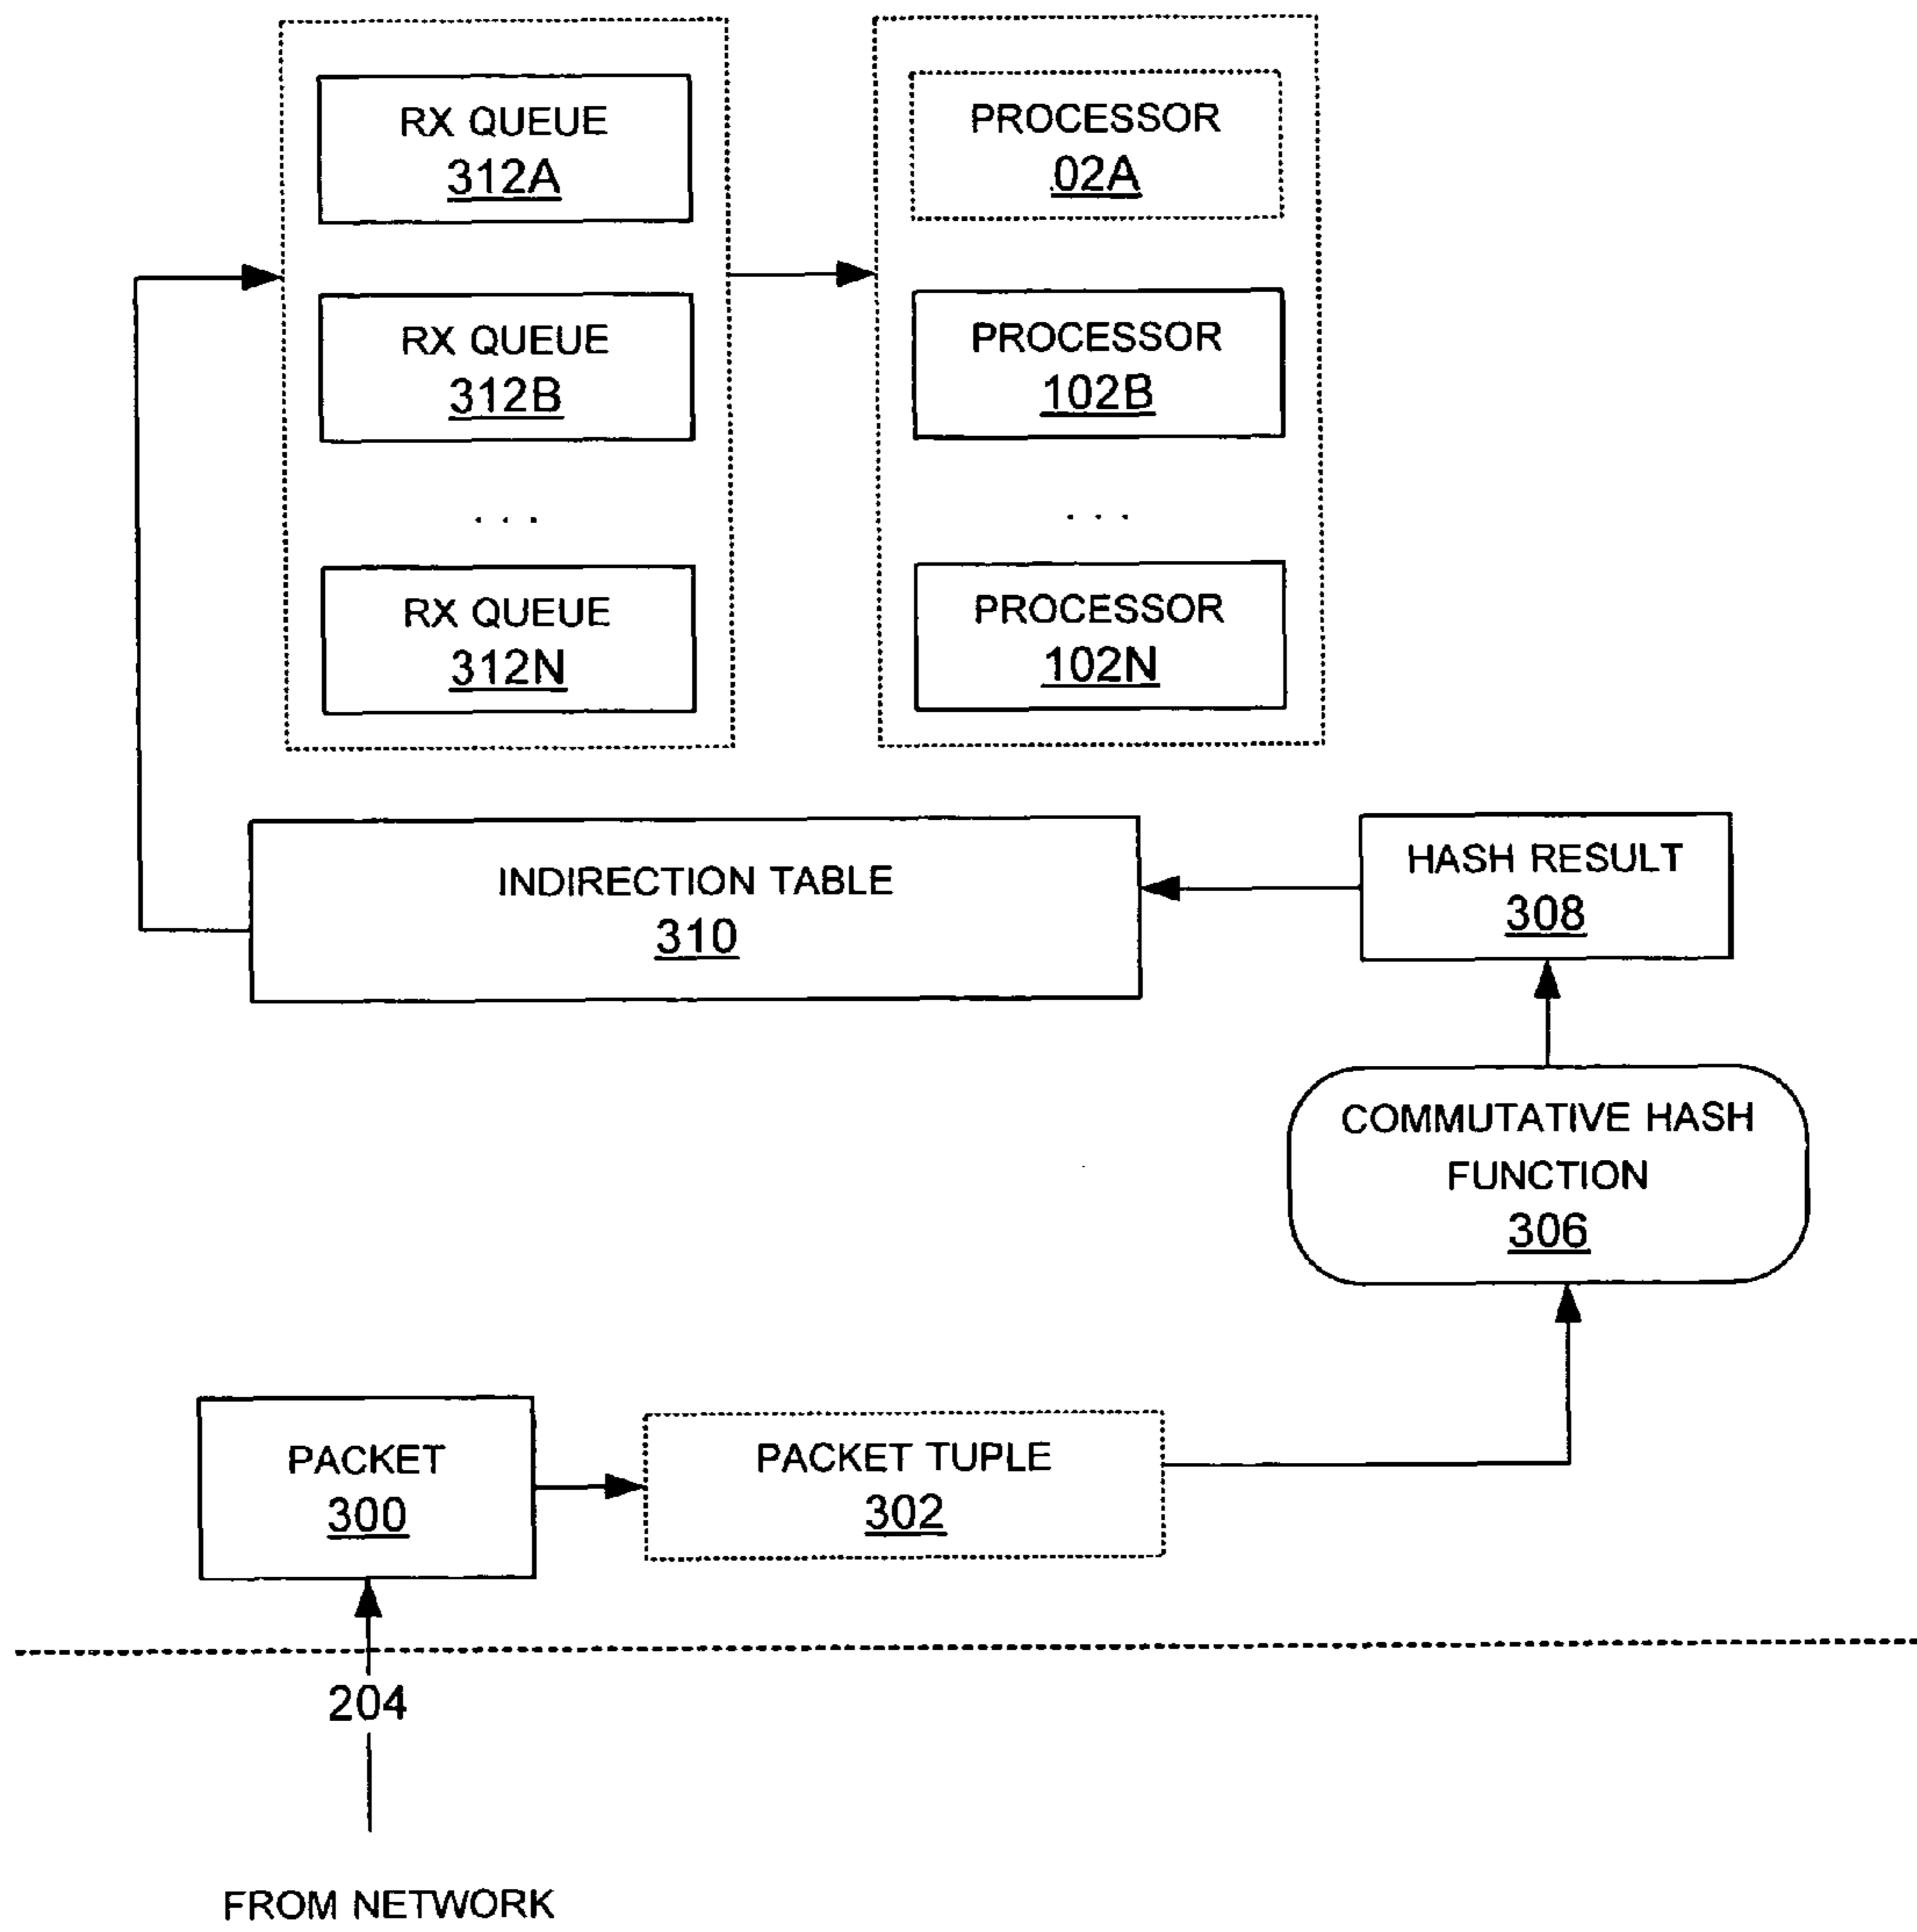 RX QUEUE
312A
PROCESSOR
02A
RX QUEUE
312B
PROCESSOR
102B
. . .
. . .
RX QUEUE
312N
PROCESSOR
102N
INDIRECTION TABLE
310
HASH RESULT
308
COMMUTATIVE HASH
FUNCTION
306
PACKET
300
PACKET TUPLE
302
204
FROM NETWORK